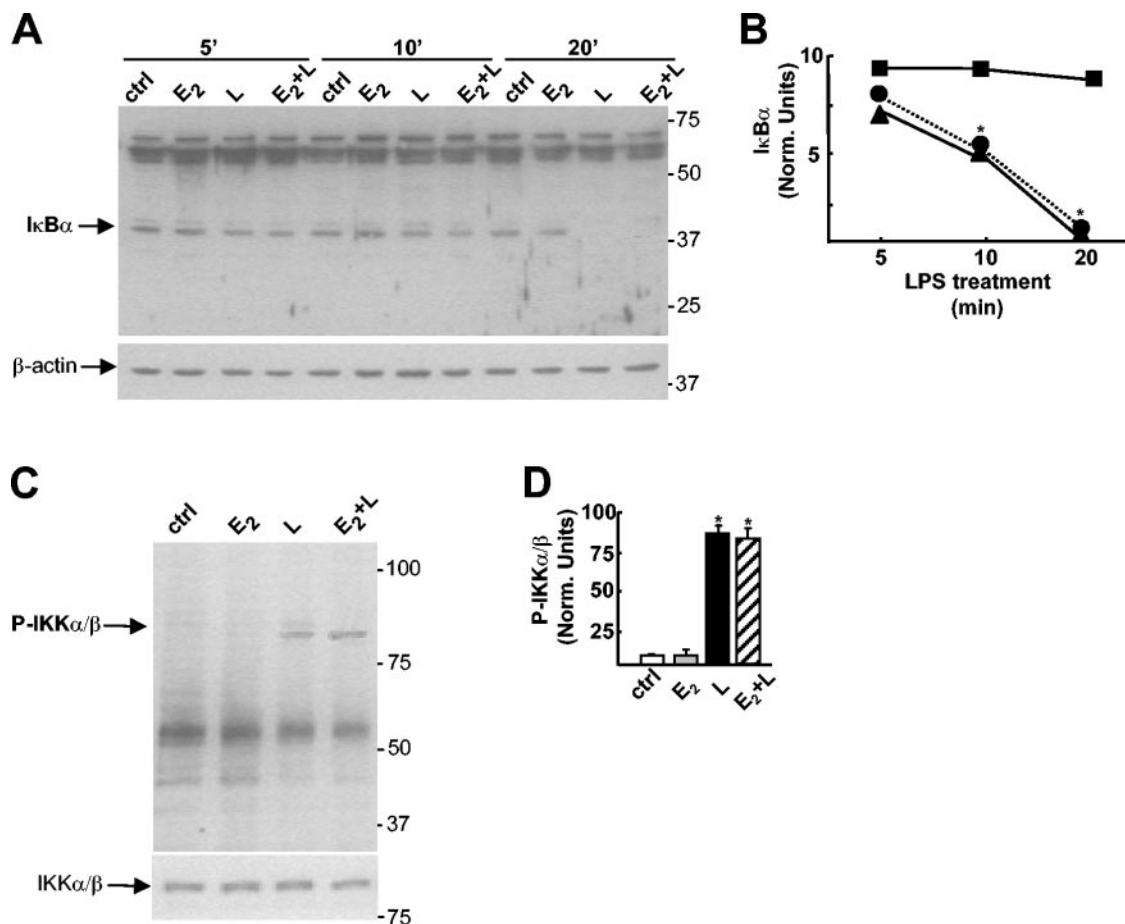 A
5' 10' 20'
ctrl E₂ L E₂+L ctrl E₂ L E₂+L ctrl E₂ L E₂+L
-75
-50
IκBα
-37
-25
β-actin
-37
B
IκBα
(Norm. Units)
10
5
* *
5 10 20
LPS treatment
(min)
C
ctrl E₂ L E₂+L
-100
P-IKKα/β
-75
-50
-37
IKKα/β
-75
D
P-IKKα/β
(Norm. Units)
100
75
50
25
* *
ctrl E₂ L E₂+L